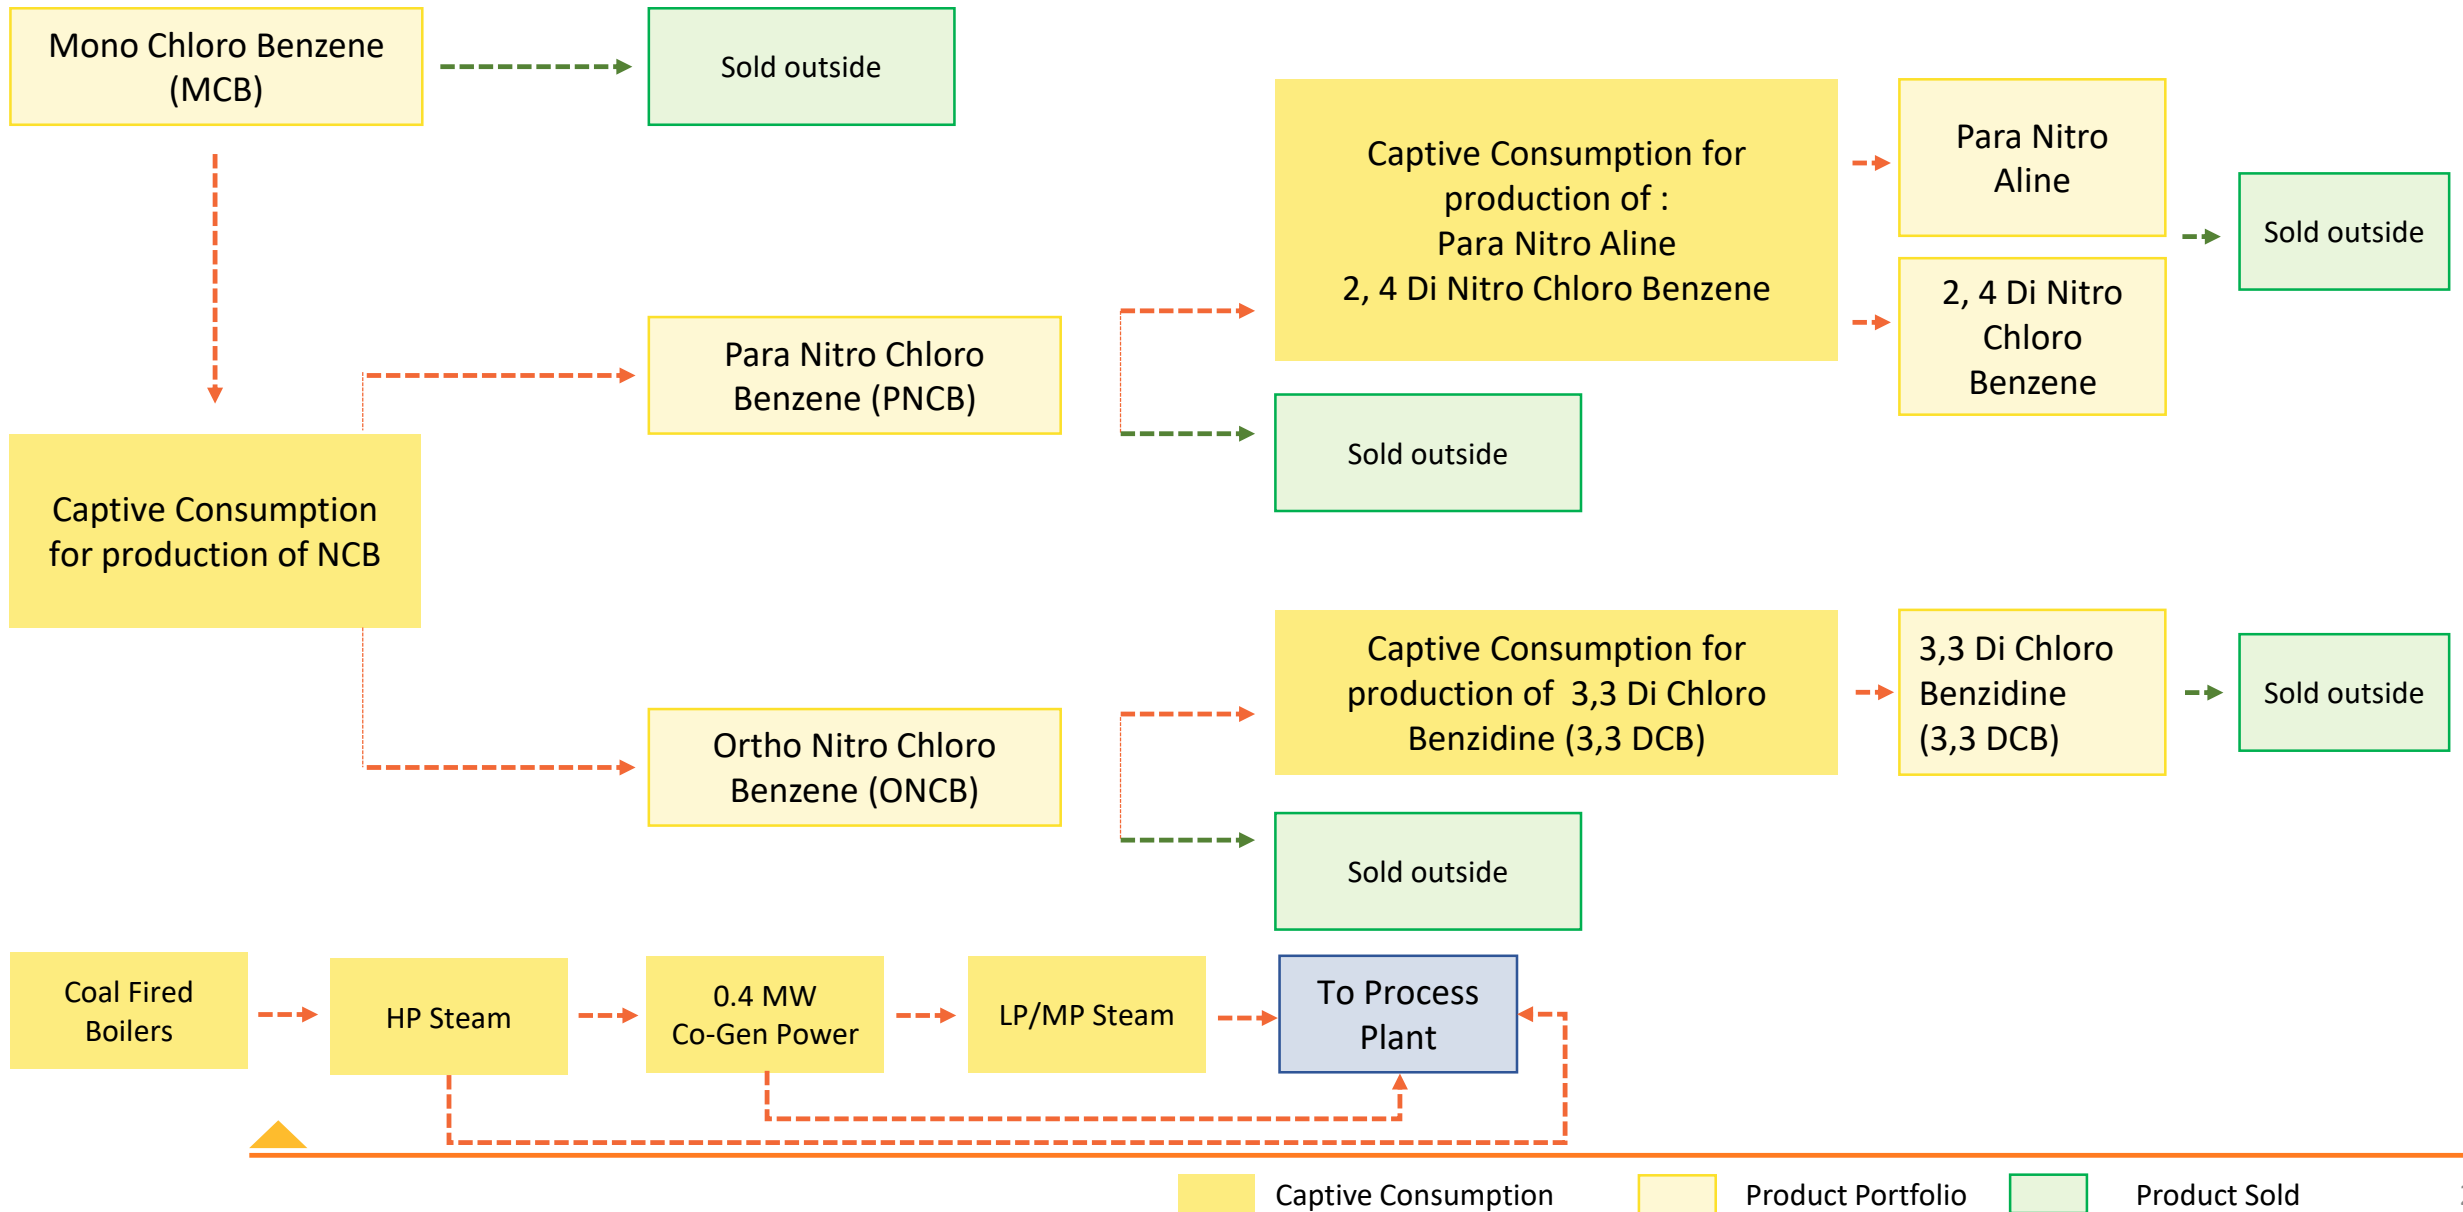 Mono Chloro Benzene
(MCB)
Sold outside
Captive Consumption for
production of :
Para Nitro Aline
2, 4 Di Nitro Chloro Benzene
Para Nitro
Aline
Sold outside
2, 4 Di Nitro
Chloro
Benzene
Para Nitro Chloro
Benzene (PNCB)
Sold outside
Captive Consumption
for production of NCB
Captive Consumption for
production of 3,3 Di Chloro
Benzidine (3,3 DCB)
3,3 Di Chloro
Benzidine
(3,3 DCB)
Sold outside
Ortho Nitro Chloro
Benzene (ONCB)
Sold outside
Coal Fired
Boilers
HP Steam
0.4 MW
Co-Gen Power
LP/MP Steam
To Process
Plant
Captive Consumption
Product Portfolio
Product Sold